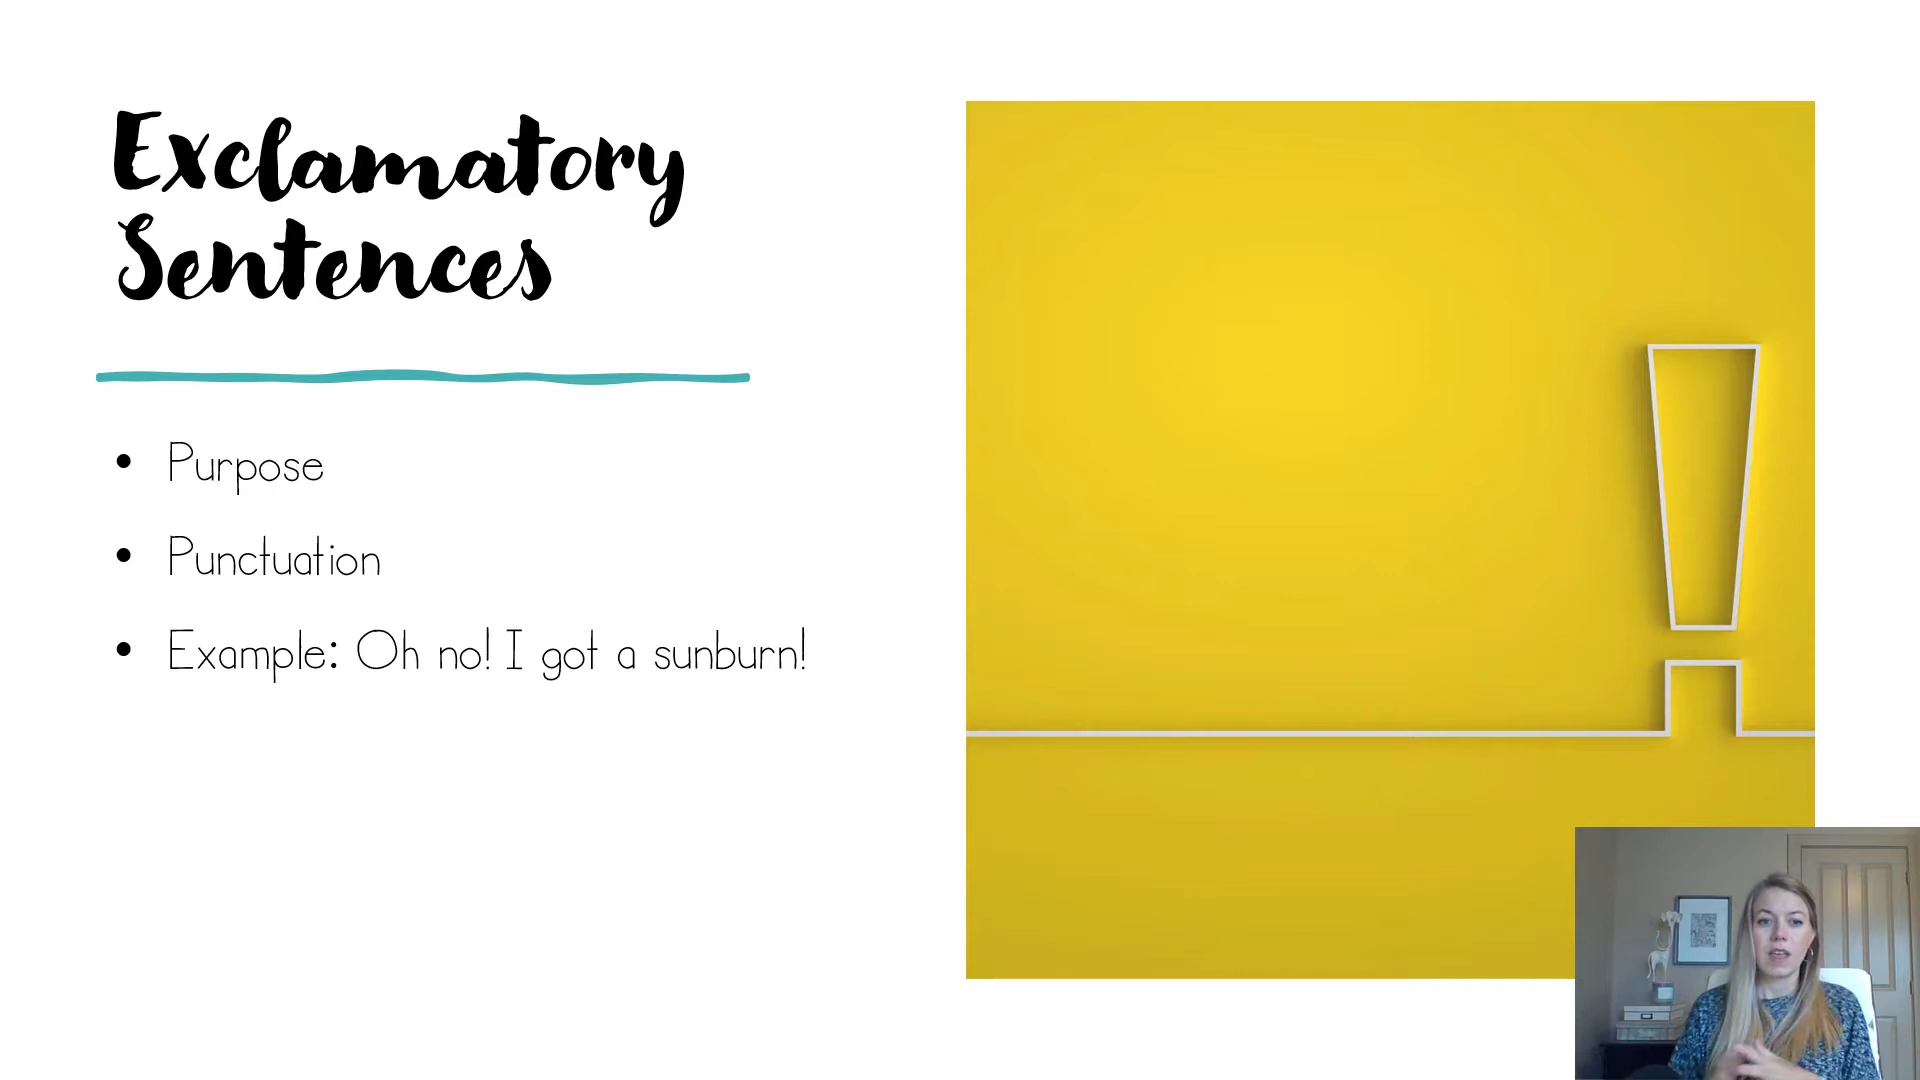 Exclamatory
Sentences
• Purpose
• Punctuation
• Example: Oh no! I got a sunburn!